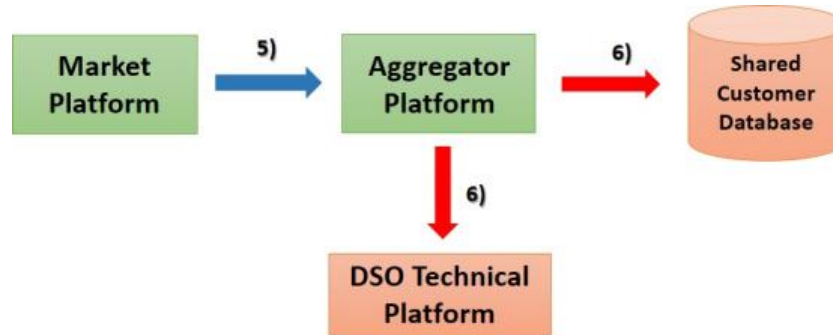 Market
Platform
5)
Aggregator
Platform
6)
Shared
Customer
Database
6)
DSO Technical
Platform